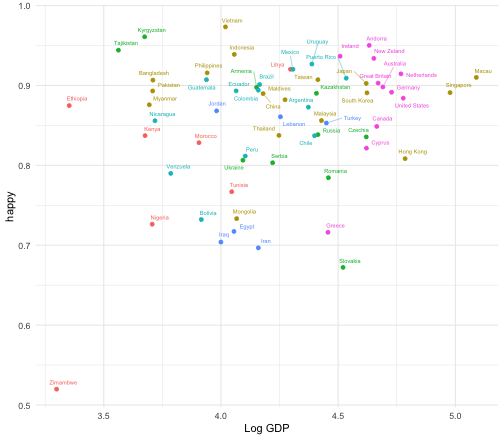 1.0
0.9
0.8
0.7
0.6
0.5
happy
Vietnam
Kyrgyzstan
Tajikistan
Andorra
Uruguay
Ireland
Indonesia
Mexico
Puerto Rico
New Zeland
Libya
Australia
Philippines
Armenia
Japan
Macau
Bangladesh
Brazil
Taiwan
Great Britain
Netherlands
Pakistan
Guatemala
Ecuador
Maldives
Kazakhstan
Germany
Singapore
Ethiopia
Myanmar
Colombia
China
Argentina
South Korea
United States
Jordan
Nicaragua
Lebanon
Malaysia
Turkey
Canada
Kenya
Morocco
Thailand
Chile
Russia
Czechia
Cyprus
Peru
Serbia
Hong Kong
Venezuela
Ukraine
Romania
Tunisia
Nigeria
Bolivia
Mongolia
Greece
Iraq
Egypt
Iran
Slovakia
Zimambwe
3.5
4.0
4.5
5.0
Log GDP